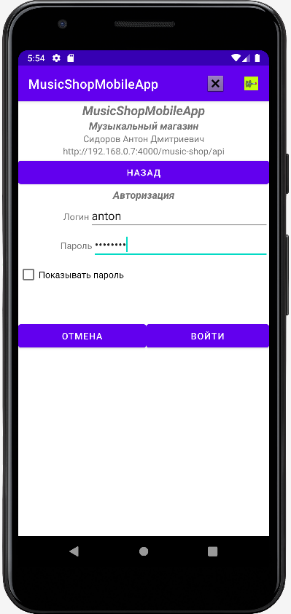 5:54
MusicShopMobileApp
MusicShopMobileApp
Музыкальный магазин
Сидоров Антон Дмитриевич
http://192.168.0.7:4000/music-shop/api
НАЗАД
Авторизация
Логин anton
Пароль ••••••••
Показывать пароль
ОТМЕНА ВОЙТИ